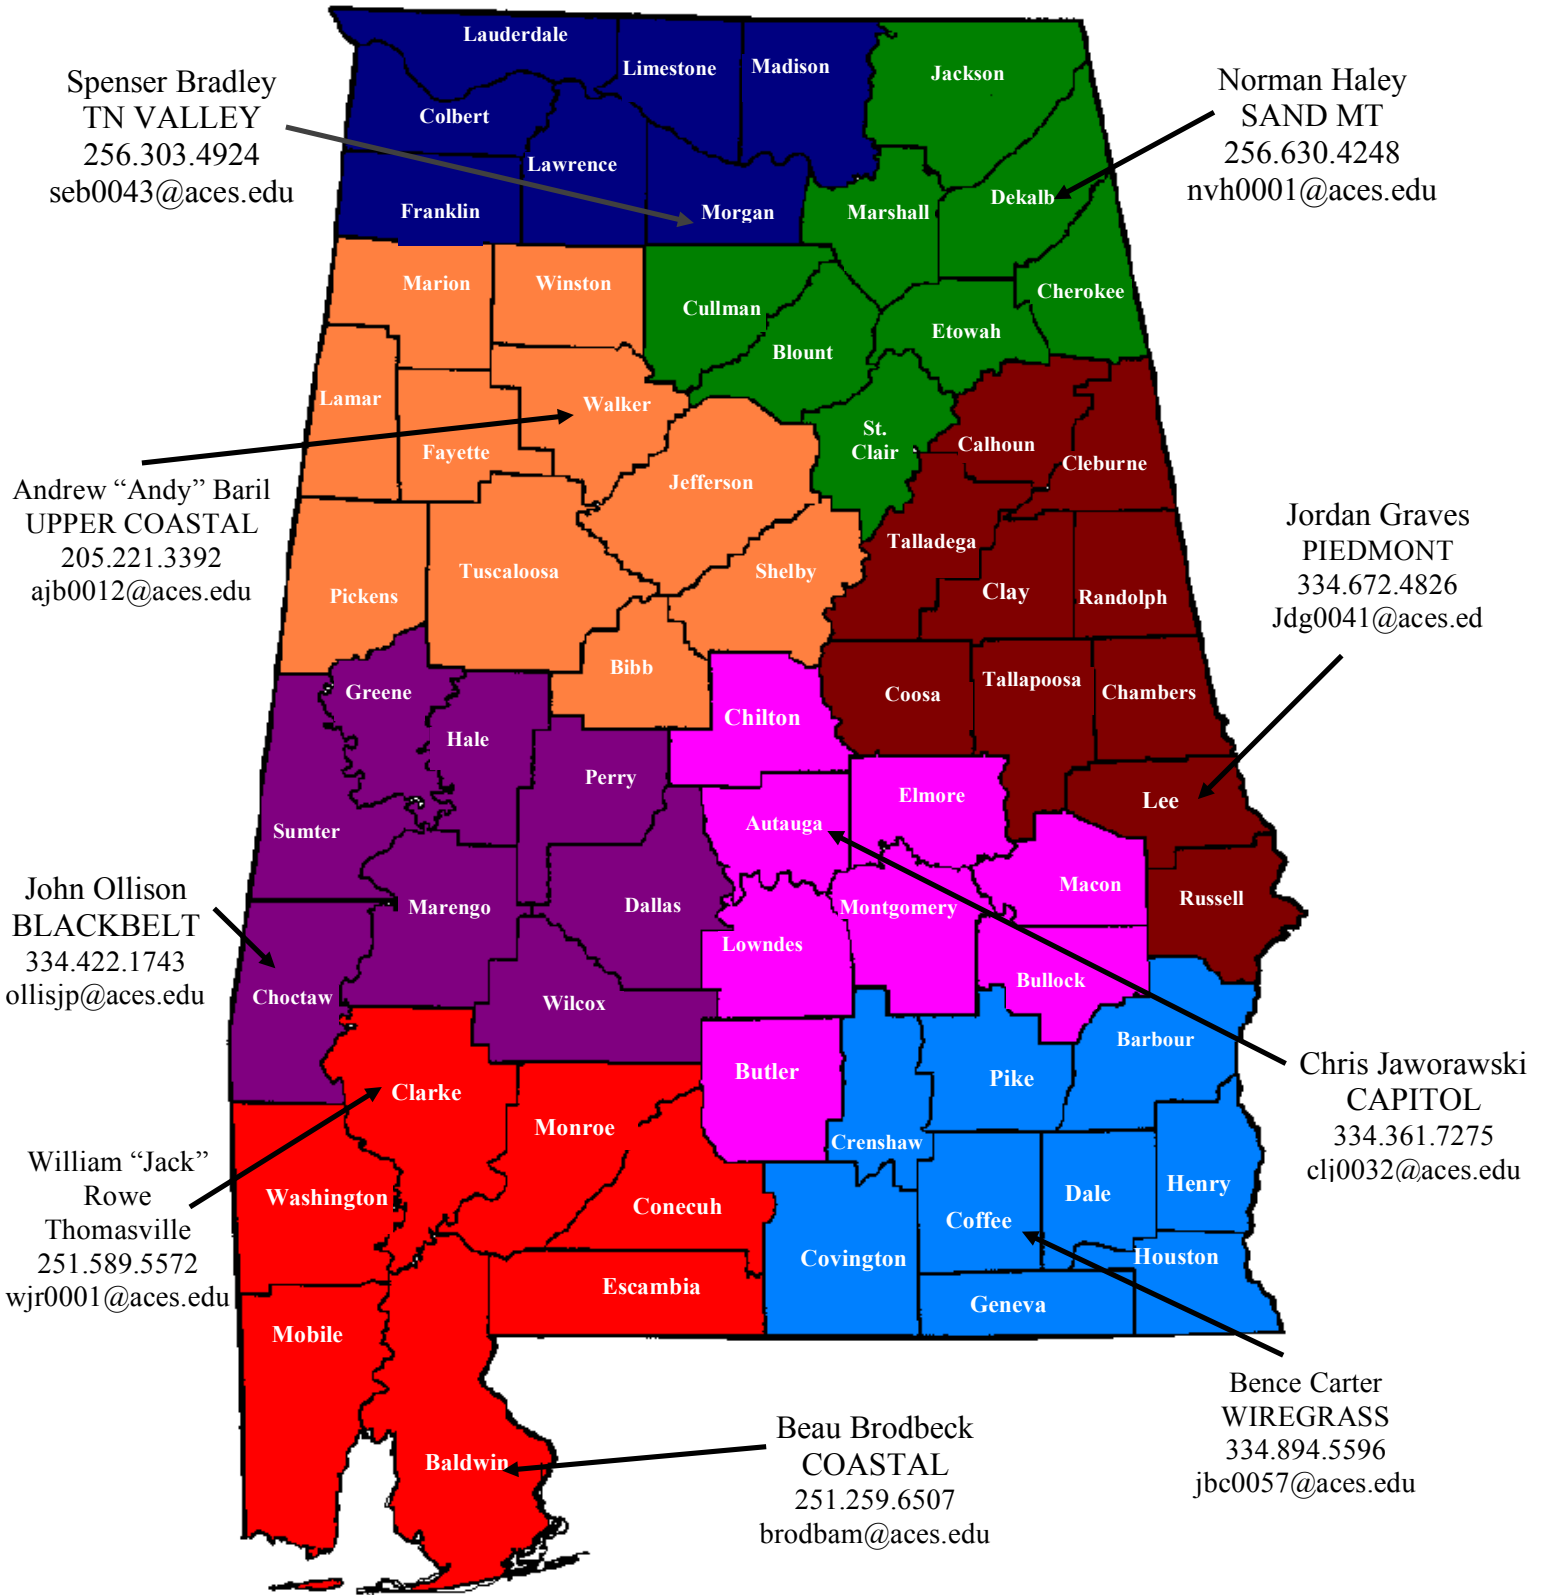 Lauderdale
Limestone
Madison
Jackson
Spenser Bradley
TN VALLEY
256.303.4924
seb0043@aces.edu
Norman Haley
SAND MT
256.630.4248
nvh0001@aces.edu
Colbert
Lawrence
Franklin
Morgan
Marshall
Dekalb
Marion
Winston
Cullman
Blount
Etowah
Cherokee
Lamar
Walker
Fayette
Jefferson
St.
Clair
Calhoun
Cleburne
Andrew “Andy” Baril
UPPER COASTAL
205.221.3392
ajb0012@aces.edu
Jordan Graves
PIEDMONT
334.672.4826
Jdg0041@aces.ed
Pickens
Tuscaloosa
Shelby
Talladega
Clay
Randolph
Bibb
Greene
Hale
Chilton
Coosa
Tallapoosa
Chambers
Perry
Sumter
Autauga
Elmore
Lee
John Ollison
BLACKBELT
334.422.1743
ollisjp@aces.edu
Marengo
Dallas
Lowndes
Montgomery
Macon
Russell
Choctaw
Wilcox
Bullock
Barbour
Clarke
Monroe
Butler
Crenshaw
Pike
Chris Jaworawski
CAPITOL
334.361.7275
clj0032@aces.edu
William “Jack”
Rowe
Thomasville
251.589.5572
wjr0001@aces.edu
Washington
Conecuh
Covington
Coffee
Dale
Henry
Houston
Geneva
Escambia
Mobile
Baldwin
Beau Brodbeck
COASTAL
251.259.6507
brodbam@aces.edu
Bence Carter
WIREGRASS
334.894.5596
jbc0057@aces.edu